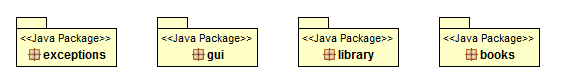 <<Java Package>> <<Java Package>> <<Java Package>> <<Java Package>>
exceptions gui library books